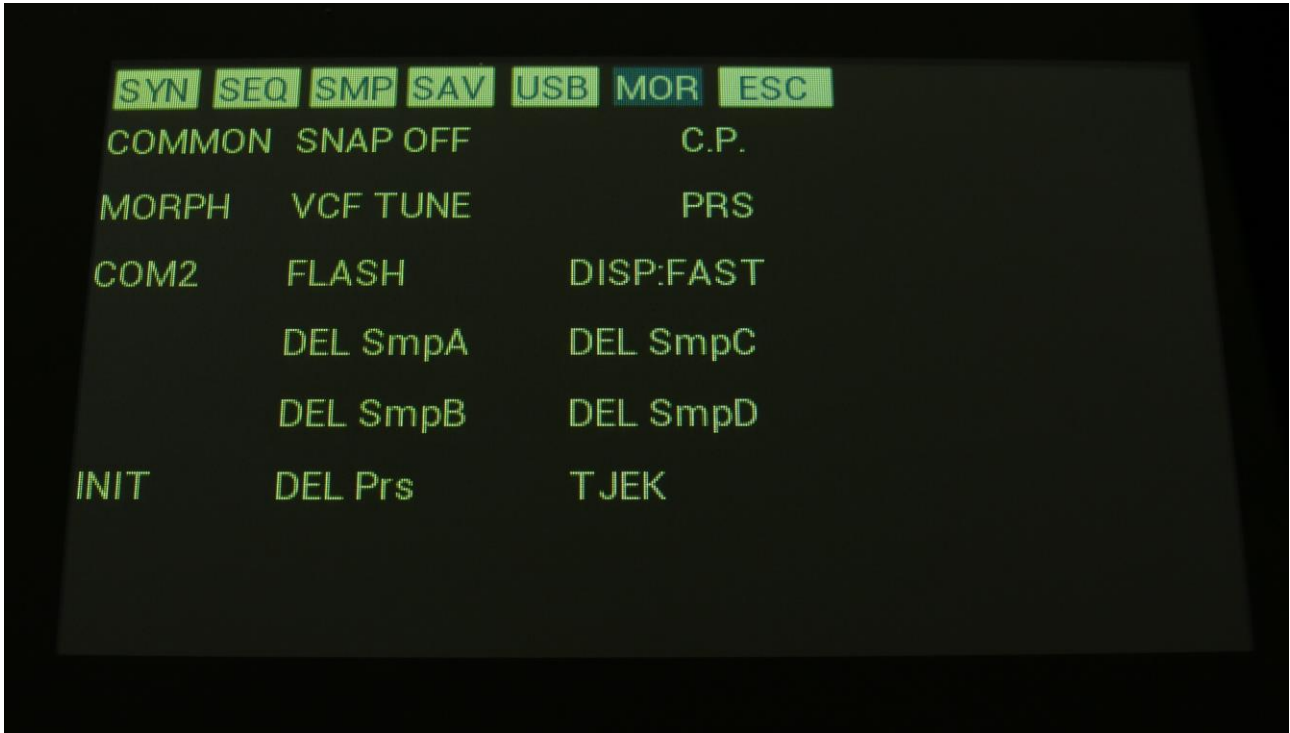 SYN SEQ SMP SAV USB MOR ESC
COMMON SNAP OFF C.P.
MORPH VCF TUNE PRS
COM2 FLASH DISP:FAST
DEL SmpA DEL SmpC
DEL SmpB DEL SmpD
INIT DEL Prs TJEK